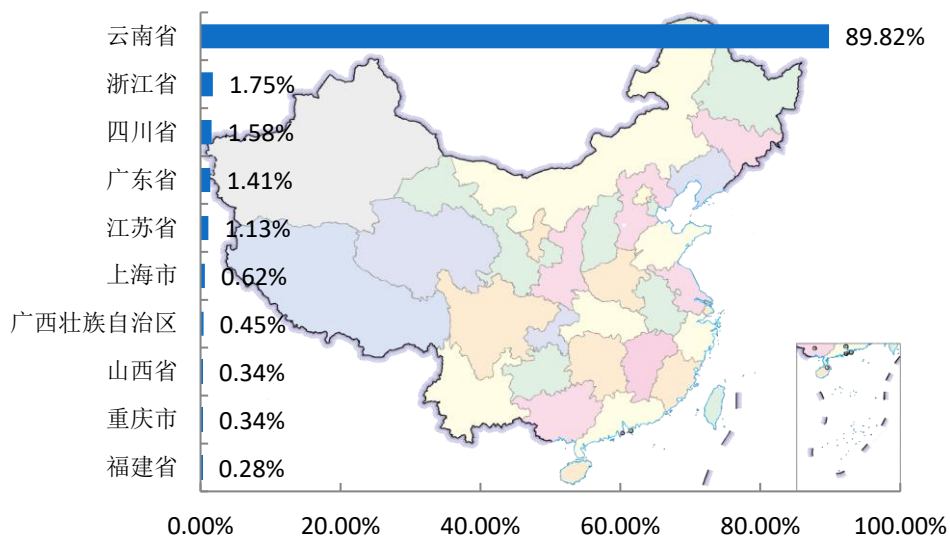 云南省 89.82%
浙江省 1.75%
四川省 1.58%
广东省 1.41%
江苏省 1.13%
上海市 0.62%
广西壮族自治区 0.45%
山西省 0.34%
重庆市 0.34%
福建省 0.28%
0.00% 20.00% 40.00% 60.00% 80.00% 100.00%